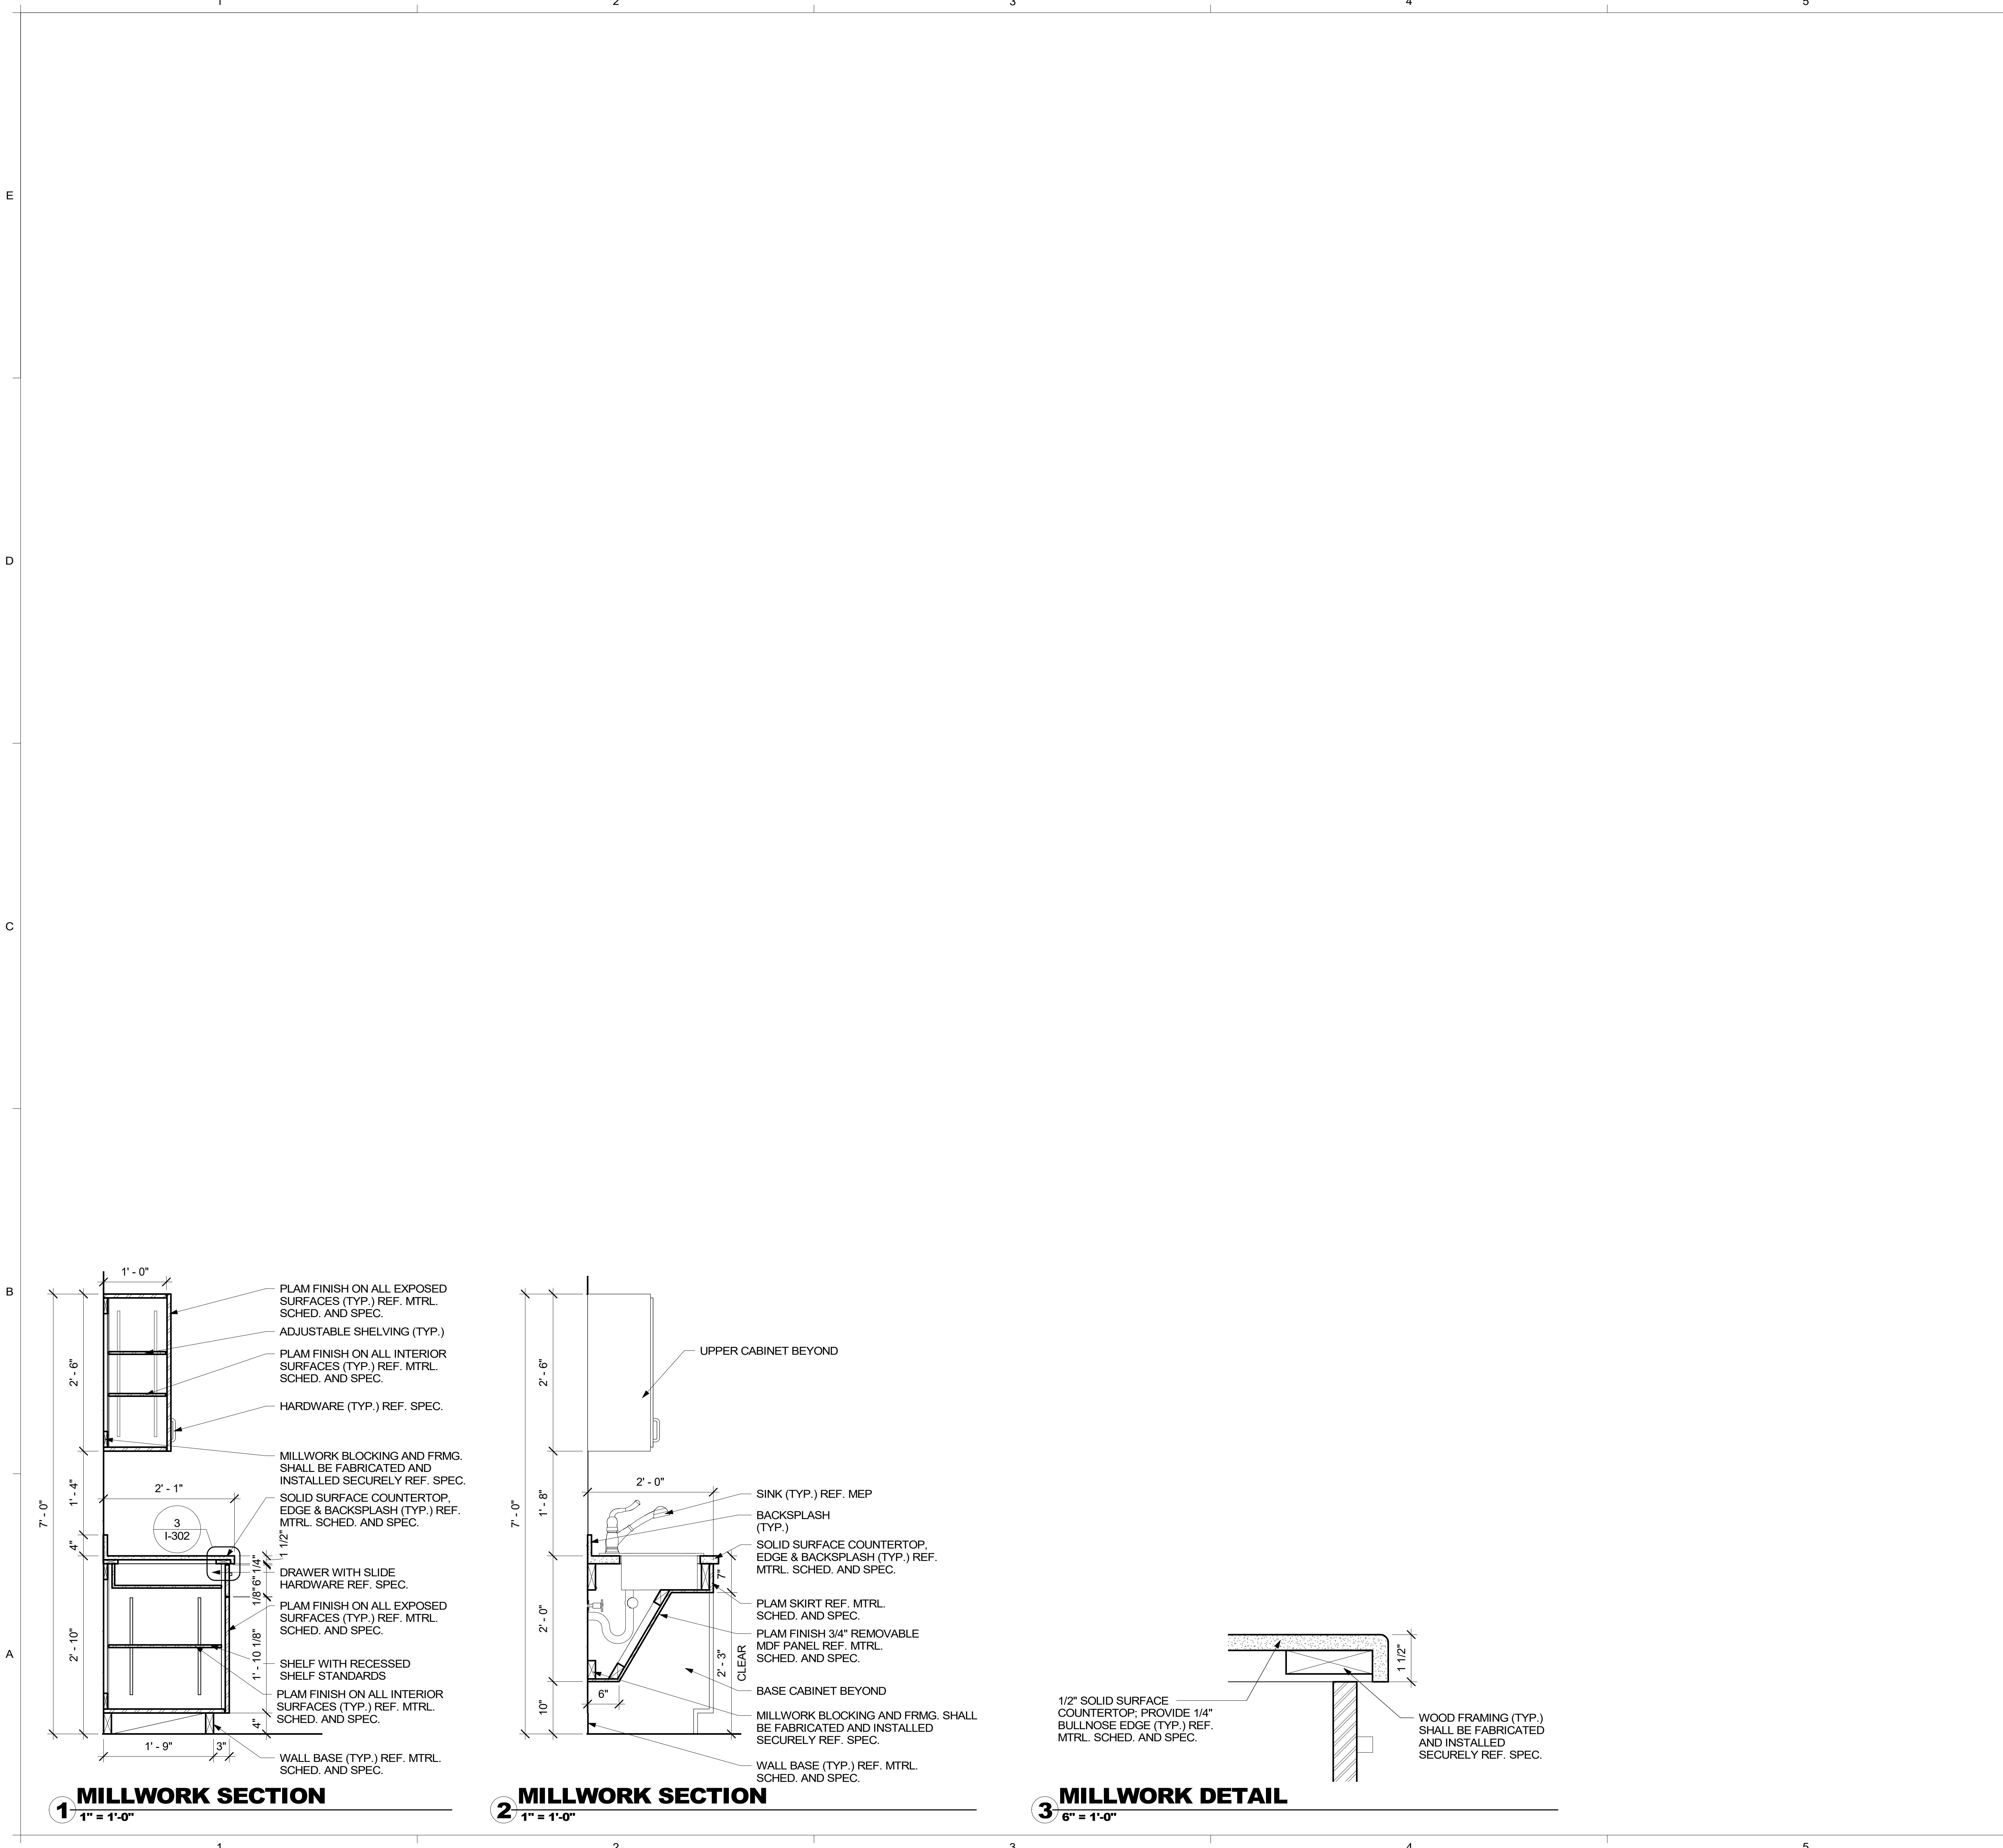 1 2 3 4 5
E
D
C
B
A
1' - 0"
7' - 0"
2' - 6"
1' - 4"
4"
2' - 10"
2' - 1"
3
I-302
1 1/2"
1/4"
6"
1/8"
1' - 10 1/8"
4"
1' - 9"
3"
PLAM FINISH ON ALL EXPOSED
SURFACES (TYP.) REF. MTRL.
SCHED. AND SPEC.
ADJUSTABLE SHELVING (TYP.)
PLAM FINISH ON ALL INTERIOR
SURFACES (TYP.) REF. MTRL.
SCHED. AND SPEC.
HARDWARE (TYP.) REF. SPEC.
MILLWORK BLOCKING AND FRMG.
SHALL BE FABRICATED AND
INSTALLED SECURELY REF. SPEC.
SOLID SURFACE COUNTERTOP,
EDGE & BACKSPLASH (TYP.) REF.
MTRL. SCHED. AND SPEC.
DRAWER WITH SLIDE
HARDWARE REF. SPEC.
PLAM FINISH ON ALL EXPOSED
SURFACES (TYP.) REF. MTRL.
SCHED. AND SPEC.
SHELF WITH RECESSED
SHELF STANDARDS
PLAM FINISH ON ALL INTERIOR
SURFACES (TYP.) REF. MTRL.
SCHED. AND SPEC.
WALL BASE (TYP.) REF. MTRL.
SCHED. AND SPEC.
1 MILLWORK SECTION
1" = 1'-0"
7' - 0"
2' - 6"
1' - 8"
2' - 0"
10"
2' - 0"
6"
7"
2' - 3"
CLEAR
UPPER CABINET BEYOND
SINK (TYP.) REF. MEP
BACKSPLASH
(TYP.)
SOLID SURFACE COUNTERTOP,
EDGE & BACKSPLASH (TYP.) REF.
MTRL. SCHED. AND SPEC.
PLAM SKIRT REF. MTRL.
SCHED. AND SPEC.
PLAM FINISH 3/4" REMOVABLE
MDF PANEL REF. MTRL.
SCHED. AND SPEC.
BASE CABINET BEYOND
MILLWORK BLOCKING AND FRMG. SHALL
BE FABRICATED AND INSTALLED
SECURELY REF. SPEC.
WALL BASE (TYP.) REF. MTRL.
SCHED. AND SPEC.
2 MILLWORK SECTION
1" = 1'-0"
1 1/2"
1/2" SOLID SURFACE
COUNTERTOP; PROVIDE 1/4"
BULLNOSE EDGE (TYP.) REF.
MTRL. SCHED. AND SPEC.
WOOD FRAMING (TYP.)
SHALL BE FABRICATED
AND INSTALLED
SECURELY REF. SPEC.
3 MILLWORK DETAIL
6" = 1'-0"
1 2 3 4 5